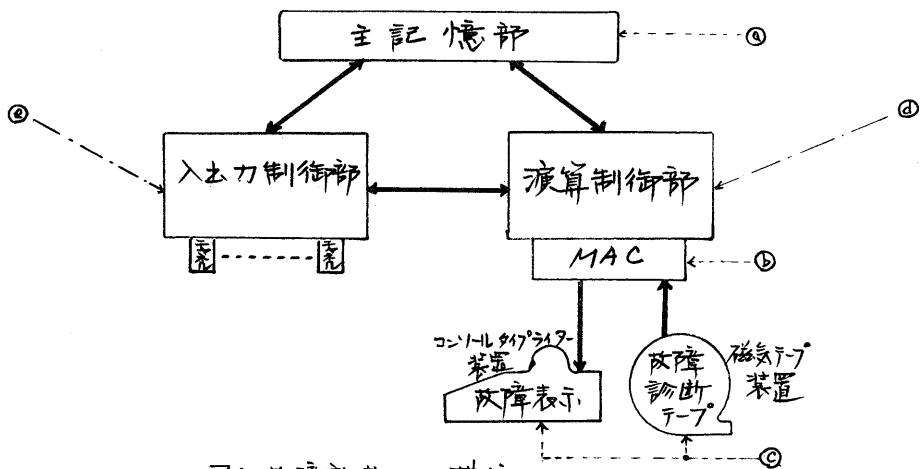 主記憶部
ⓐ
ⓔ
ⓓ
入出力制御部
演算制御部
MAC
ⓑ
コンソールタイプライター
装置
故障表示
故障
診断
テープ
磁気テープ
装置
ⓒ